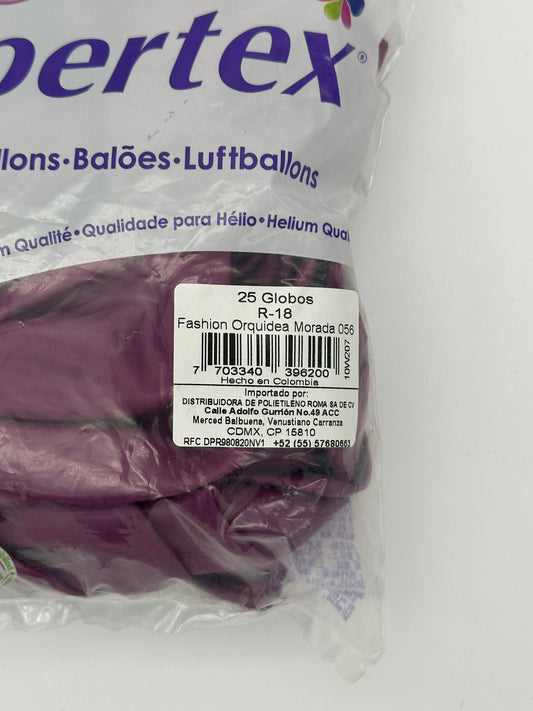 pertex®
llons•Balões•Luftballons
m Qualité•Qualidade para Hélio•Helium Qual
25 Globos
R-18
Fashion Orquidea Morada 056
7 703340 396200
10W207
Hecho en Colombia
Importado por:
DISTRIBUIDORA DE POLIETILENO ROMA SA DE CV
Calle Adolfo Gurrión No.49 ACC
Merced Balbuena, Venustiano Carranza
CDMX, CP 15810
RFC DPR980820NV1 +52 (55) 57680663